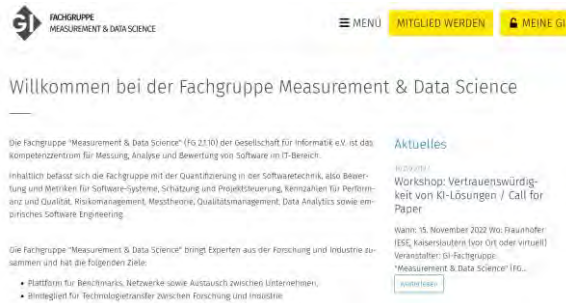 GI
FACHGRUPPE
MEASUREMENT & DATA SCIENCE
MENÜ
MITGLIED WERDEN
MEINE GI
Willkommen bei der Fachgruppe Measurement & Data Science
Die Fachgruppe "Measurement & Data Science" (FG 2.1.10) der Gesellschaft für Informatik e.V. ist das
Kompetenzzentrum für Messung, Analyse und Bewertung von Software im IT-Bereich.
Inhaltlich befasst sich die Fachgruppe mit der Quantifizierung in der Softwaretechnik, also Bewer-
tung und Metriken für Software-Systeme, Schätzung und Projektsteuerung, Kennzahlen für Perform-
anz und Qualität, Risikomanagement, Messtheorie, Qualitätsmanagement, Data Analytics sowie em-
pirisches Software Engineering.
Die Fachgruppe "Measurement & Data Science" bringt Experten aus der Forschung und Industrie zu-
sammen und hat die folgenden Ziele:
• Plattform für Benchmarks, Netzwerke sowie Austausch zwischen Unternehmen,
• Bindeglied für Technologietransfer zwischen Forschung und Industrie
Aktuelles
Workshop: Vertrauenswürdig-
keit von KI-Lösungen / Call for
Paper
Wann: 15. November 2022 Wo: Fraunhofer
IESE, Kaiserslautern (vor Ort oder virtuell)
Veranstalter: GI-Fachgruppe
"Measurement & Data Science" (FG...
weiterlesen